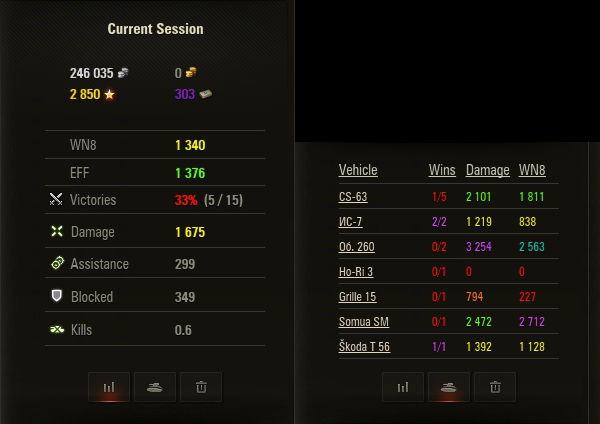 Current Session
246 035 0
2 850 303
WN8 1 340
EFF 1 376
Victories 33% (5 / 15)
Damage 1 675
Assistance 299
Blocked 349
Kills 0.6
Vehicle Wins Damage WN8
CS-63 1/5 2 101 1 811
ИС-7 2/2 1 219 838
Об. 260 0/2 3 254 2 563
Ho-Ri 3 0/1 0 0
Grille 15 0/1 794 227
Somua SM 0/1 2 472 2 712
Škoda T 56 1/1 1 392 1 128